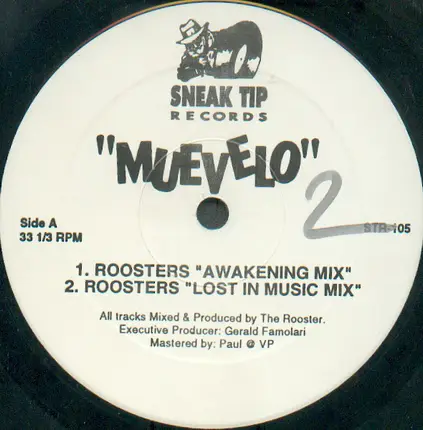 SNEAK TIP
RECORDS
"MUEVELO"
2
Side A
33 1/3 RPM
STR-105
1. ROOSTERS "AWAKENING MIX"
2. ROOSTERS "LOST IN MUSIC MIX"
All tracks Mixed & Produced by The Rooster.
Executive Producer: Gerald Famolari
Mastered by: Paul @ VP